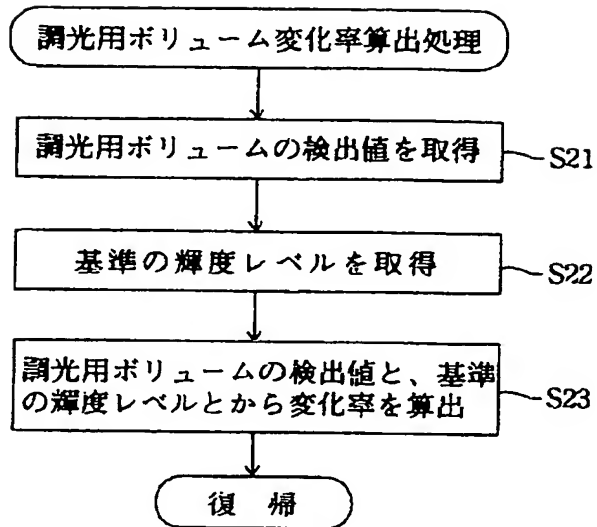 調光用ボリューム変化率算出処理
調光用ボリュームの検出値を取得
S21
基準の輝度レベルを取得
S22
調光用ボリュームの検出値と、基準
の輝度レベルとから変化率を算出
S23
復 帰